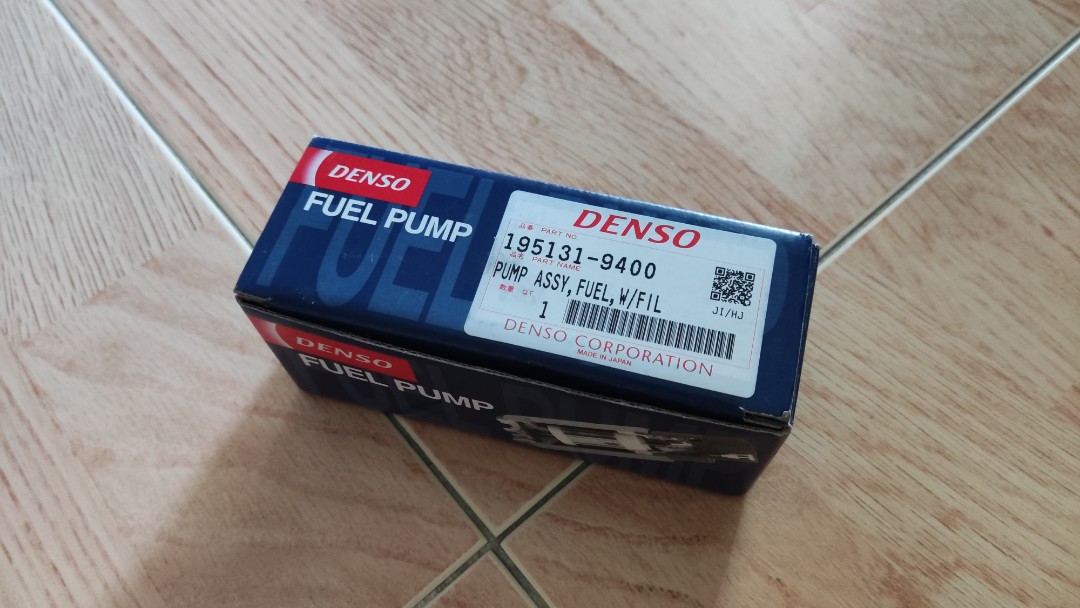 DENSO
FUEL PUMP
FUEL
DENSO
品番 PART NO
195131-9400
品名 PART NAME
PUMP ASSY,FUEL,W/FIL
数量 QT
1
JI/HJ
DENSO CORPORATION
MADE IN JAPAN
DENSO
FUEL PUMP